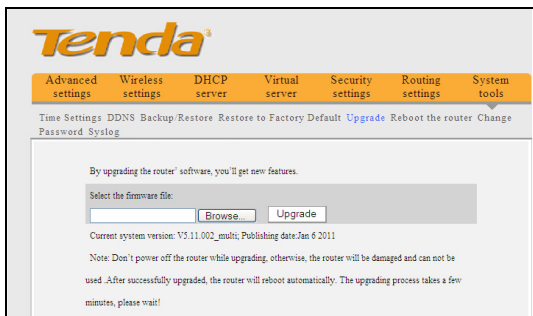 Tenda
Advanced settings Wireless settings DHCP server Virtual server Security settings Routing settings System tools
Time Settings DDNS Backup/Restore Restore to Factory Default Upgrade Reboot the router Change
Password Syslog
By upgrading the router' software, you'll get new features.
Select the firmware file:
Browse... Upgrade
Current system version: V5.11.002_multi; Publishing date:Jan 6 2011
Note: Don't power off the router while upgrading, otherwise, the router will be damaged and can not be
used .After successfully upgraded, the router will reboot automatically. The upgrading process takes a few
minutes, please wait!